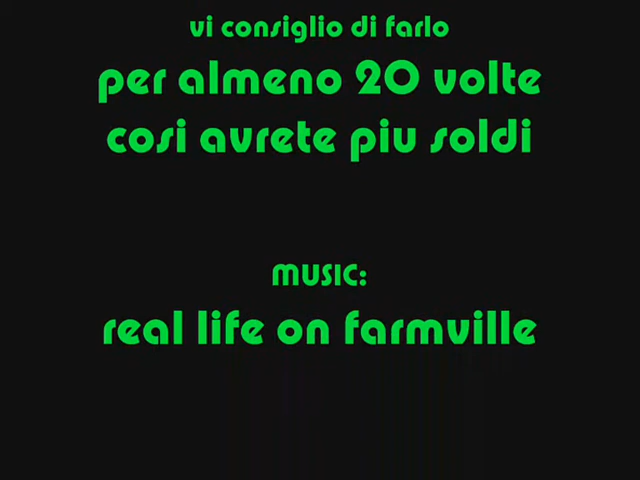 vi consiglio di farlo
per almeno 20 volte
cosi avrete piu soldi
MUSIC:
real life on farmville